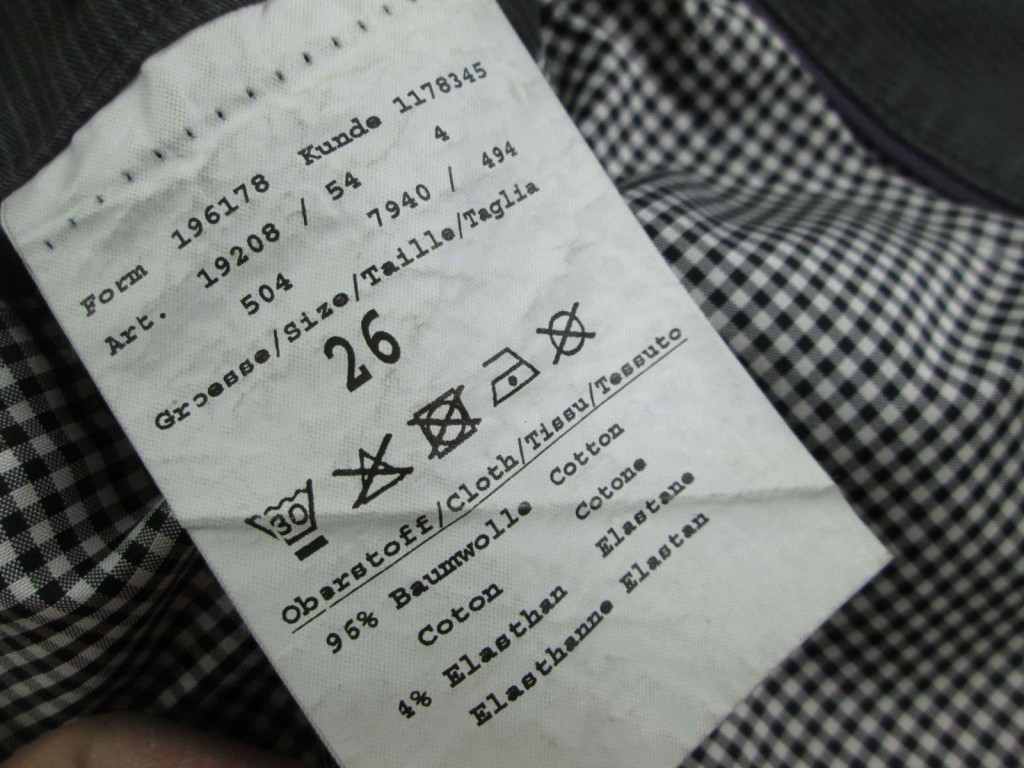 Form 196178 Kunde 1178345
Art. 19208 / 54 4
504 7940 / 494
Groesse/Size/Taille/Taglia
26
30
Oberstoff/Cloth/Tissu/Tessuto
96% Baumwolle Cotton
Coton Cotone
4% Elasthan Elastane
Elasthanne Elastan